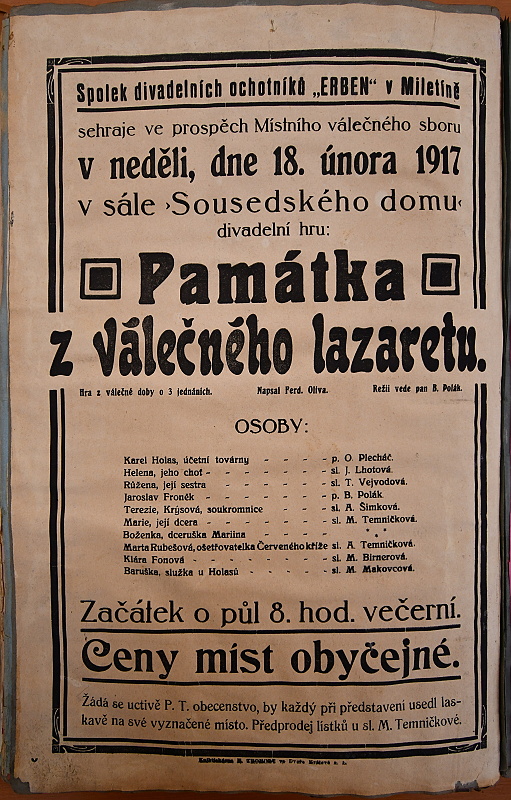 Spolek divadelních ochotníků „ERBEN“ v Miletíně
sehraje ve prospěch Místního válečného sboru
v neděli, dne 18. února 1917
v sále ›Sousedského domu‹
divadelní hru:
Památka
z válečného lazaretu.
Hra z válečné doby o 3 jednáních. Napsal Ferd. Oliva. Režii vede pan B. Polák.
OSOBY:
Karel Holas, účetní továrny - - - - p. O. Plecháč.
Helena, jeho choť - - - - - - sl. J. Lhotová.
Růžena, její sestra - - - - - sl. T. Vejvodová.
Jaroslav Froněk - - - - - - p. B. Polák
Terezie, Krýsová, soukromnice - - - sl. A. Šimková.
Marie, její dcera - - - - - - sl. M. Temničková.
Boženka, dceruška Mariina - - - - * * *
Marta Rubešová, ošetřovatelka Červeného kříže sl. A. Temničková.
Klára Fonová - - - - - - - sl. M. Birnerová.
Baruška, služka u Holasů - - - - - sl. M. Makovcová.
Začátek o půl 8. hod. večerní.
Ceny míst obyčejné.
Žádá se uctivě P. T. obecenstvo, by každý při představení usedl las-
kavě na své vyznačené místo. Předprodej lístků u sl. M. Temničkové.
Knihtiskárna